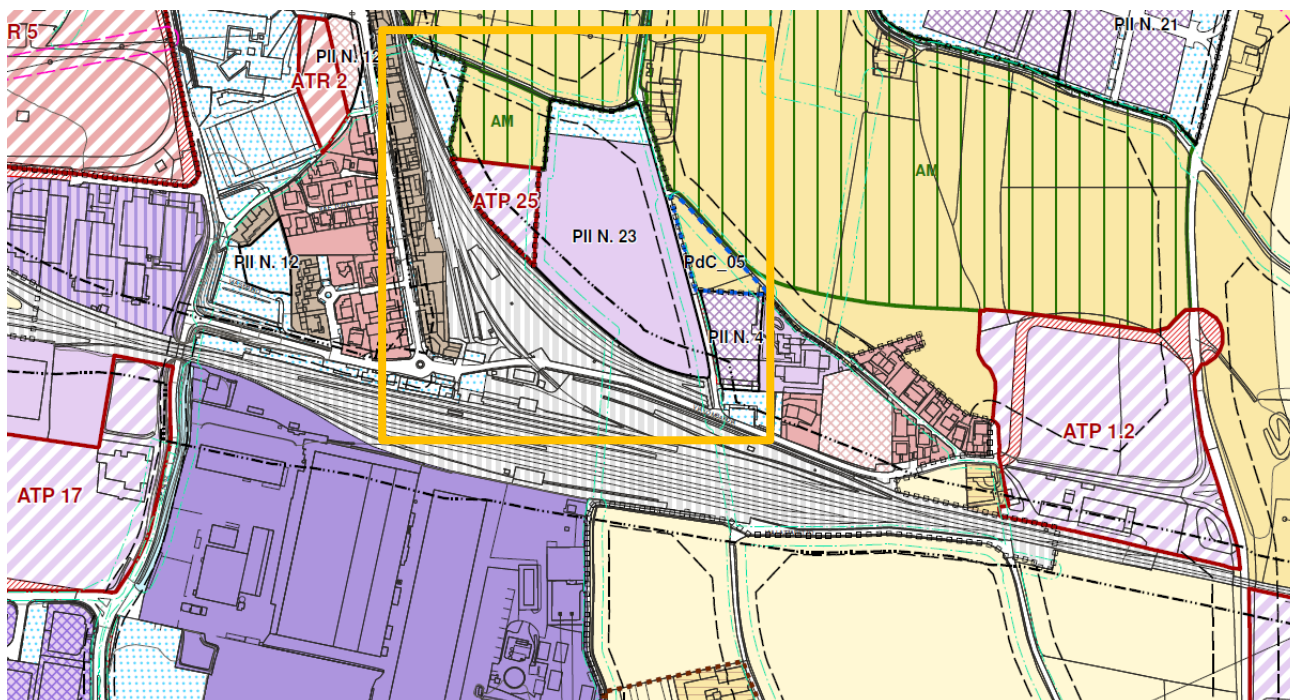 R 5
PII N. 12
PII N. 21
ATR 2
AM
AM
ATP 25
PII N. 23
PII N. 12
PdC_05
PII N. 4
ATP 1.2
ATP 17